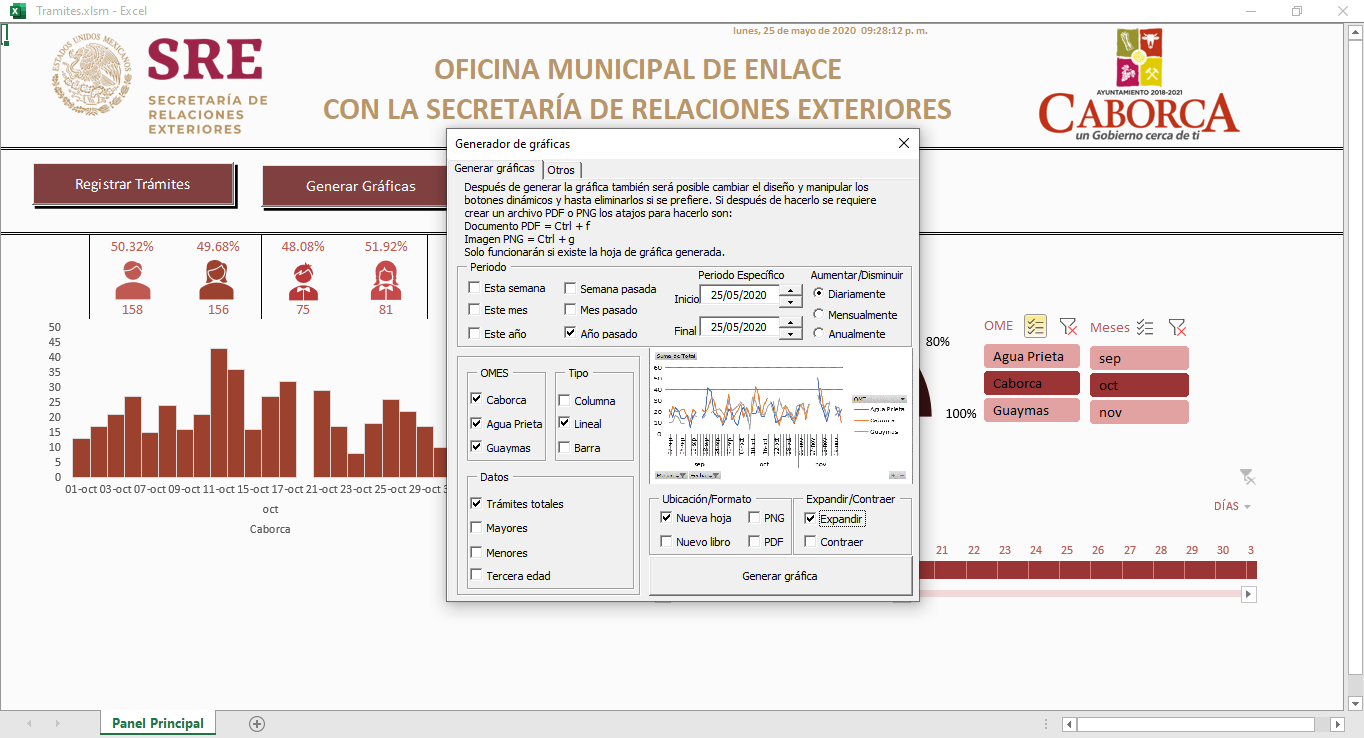 Tramites.xlsm - Excel
lunes, 25 de mayo de 2020 09:28:12 p. m.
ESTADOS UNIDOS MEXICANOS
SRE
SECRETARÍA DE
RELACIONES
EXTERIORES
OFICINA MUNICIPAL DE ENLACE
CON LA SECRETARÍA DE RELACIONES EXTERIORES
AYUNTAMIENTO 2018-2021
CABORCA
un Gobierno cerca de ti
Registrar Trámites
Generar Gráficas
50.32% 49.68% 48.08% 51.92%
158 156 75 81
50
45
40
35
30
25
20
15
10
5
0
01-oct 03-oct 07-oct 09-oct 11-oct 15-oct 17-oct 21-oct 23-oct 25-oct 29-oct
oct
Caborca
Generador de gráficas
Generar gráficas Otros
Después de generar la gráfica también será posible cambiar el diseño y manipular los
botones dinámicos y hasta eliminarlos si se prefiere. Si después de hacerlo se requiere
crear un archivo PDF o PNG los atajos para hacerlo son:
Documento PDF = Ctrl + f
Imagen PNG = Ctrl + g
Solo funcionarán si existe la hoja de gráfica generada.
Periodo
Esta semana Semana pasada
Este mes Mes pasado
Este año Año pasado
Periodo Específico
Inicio 25/05/2020
Final 25/05/2020
Aumentar/Disminuir
Diariamente
Mensualmente
Anualmente
OMES
Caborca
Agua Prieta
Guaymas
Tipo
Columna
Lineal
Barra
Datos
Trámites totales
Mayores
Menores
Tercera edad
Suma de Total
60
50
40
30
20
10
0
sep oct nov
OME
Agua Prieta
Caborca
Guaymas
Ubicación/Formato
Nueva hoja PNG
Nuevo libro PDF
Expandir/Contraer
Expandir
Contraer
Generar gráfica
80%
100%
OME
Agua Prieta
Caborca
Guaymas
Meses
sep
oct
nov
DÍAS
21 22 23 24 25 26 27 28 29 30 3
Panel Principal